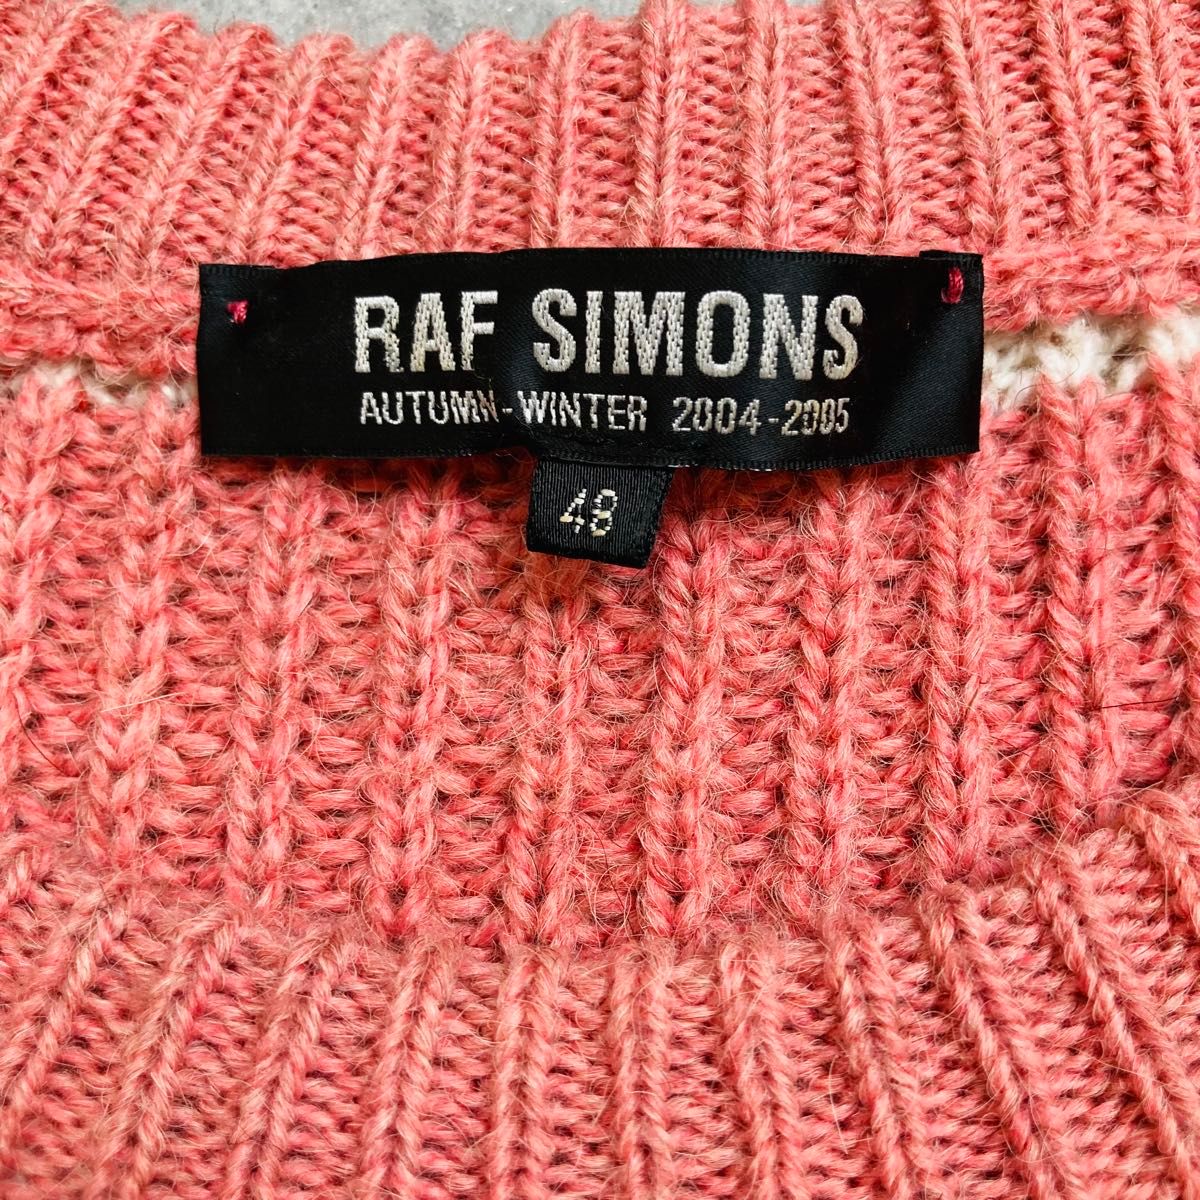 RAF SIMONS
AUTUMN-WINTER 2004-2005
48